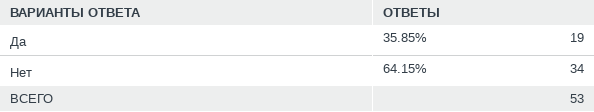 ВАРИАНТЫ ОТВЕТА ОТВЕТЫ
Да 35.85% 19
Нет 64.15% 34
ВСЕГО 53